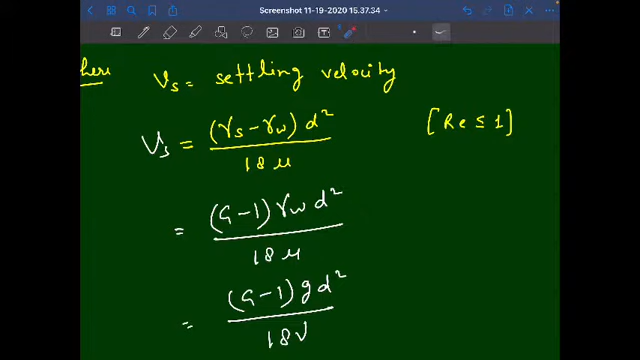 Screenshot 11-19-2020 15.37.34
here
Vs = settling velocity
Vs = (γs - γw) d² / 18 μ [Re ≤ 1]
= (G-1) γw d² / 18 μ
= (G-1) g d² / 18 ν